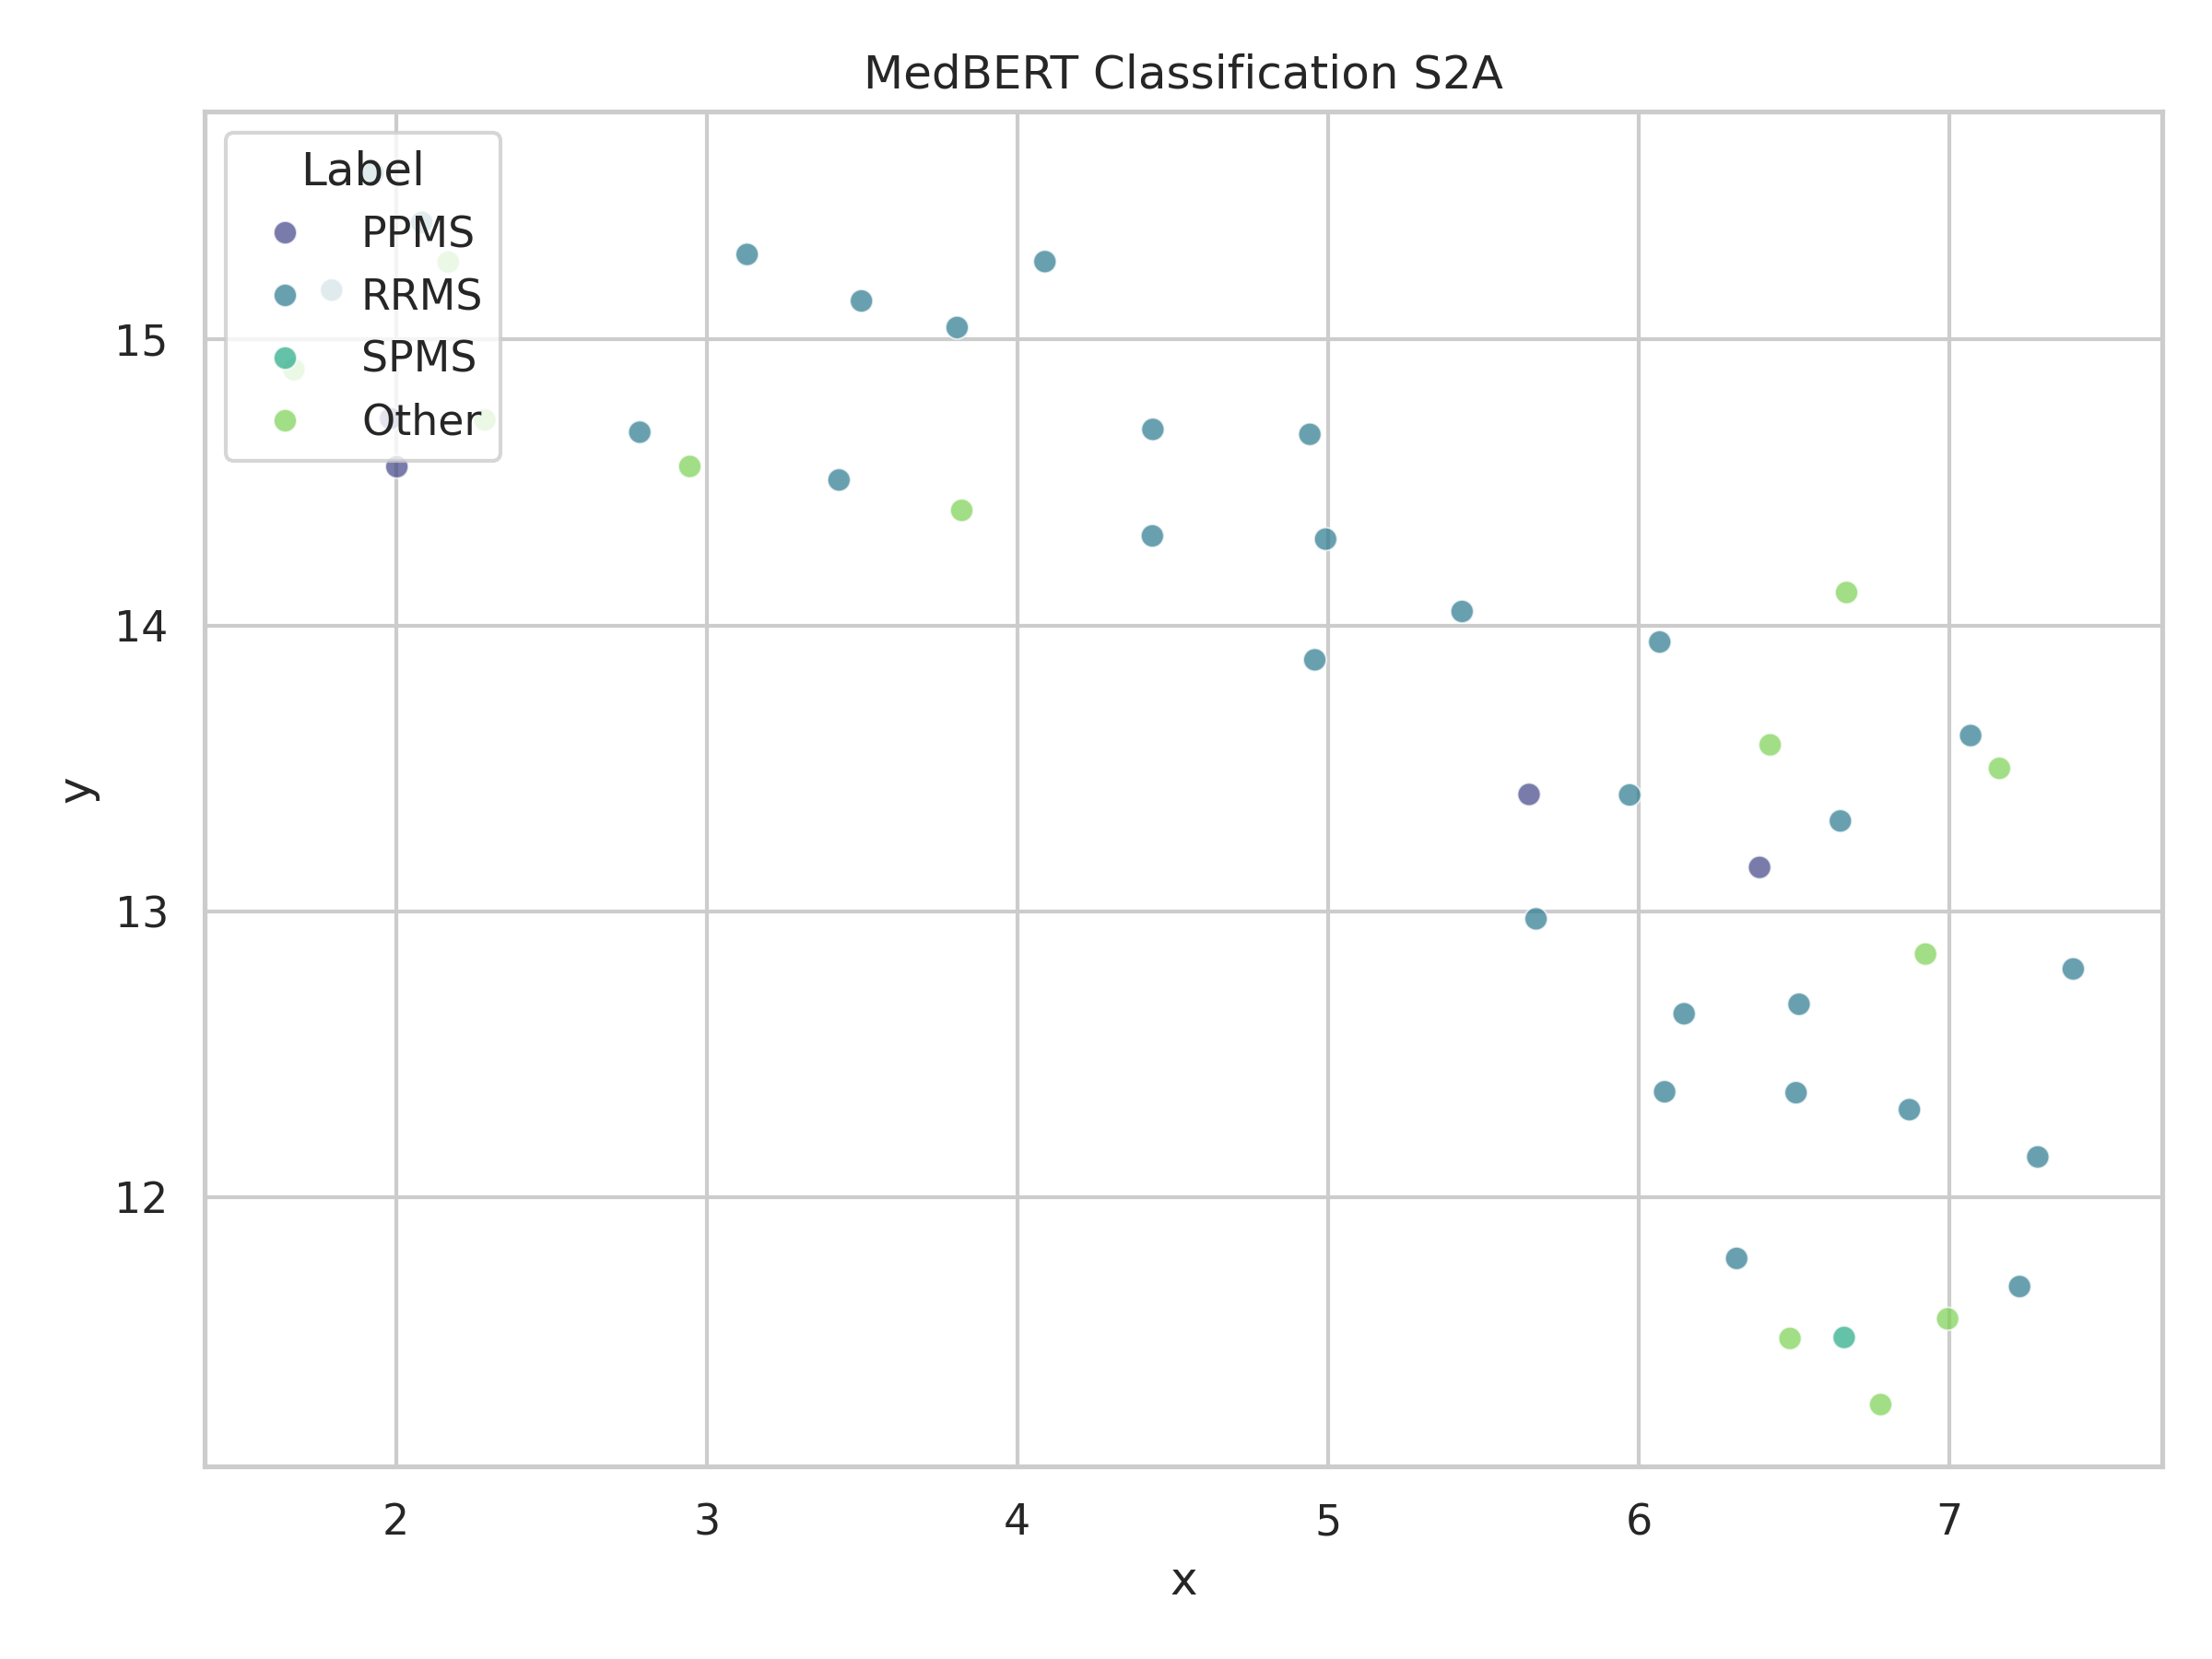 MedBERT Classification S2A
Label
PPMS
RRMS
SPMS
Other
15
14
13
12
y
2 3 4 5 6 7
x